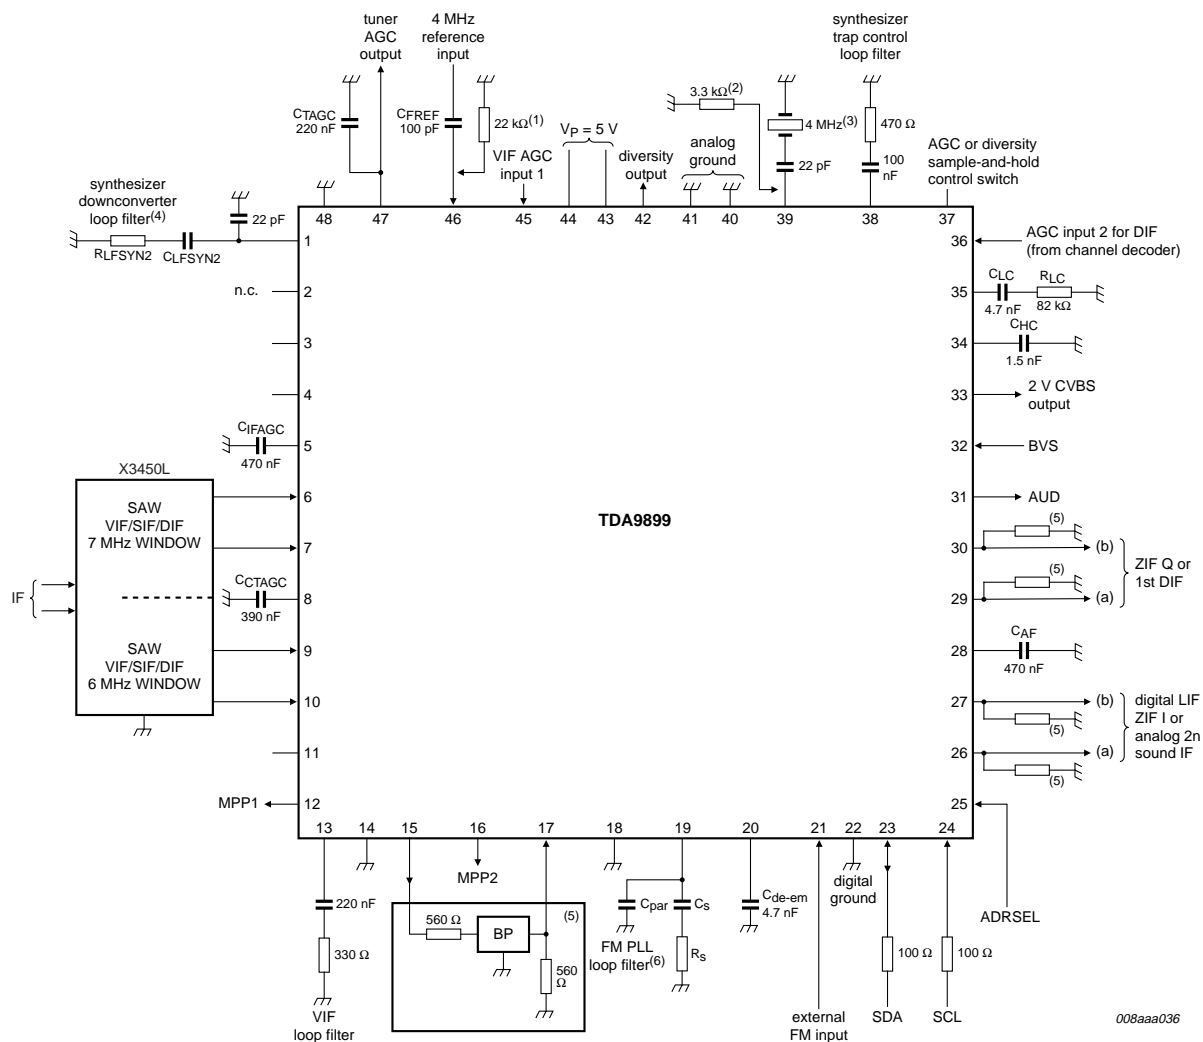 tuner
AGC
output
4 MHz
reference
input
synthesizer
trap control
loop filter
CTAGC
220 nF
CFREF
100 pF
22 kΩ(1)
VP = 5 V
3.3 kΩ(2)
4 MHz(3)
470 Ω
VIF AGC
input 1
diversity
output
analog
ground
22 pF
100
nF
AGC or diversity
sample-and-hold
control switch
synthesizer
downconverter
loop filter(4)
22 pF
RLFSYN2
CLFSYN2
48
47
46
45
44
43
42
41
40
39
38
37
1
36
AGC input 2 for DIF
(from channel decoder)
n.c.
2
35
CLC
4.7 nF
RLC
82 kΩ
3
34
CHC
1.5 nF
4
33
2 V CVBS
output
CIFAGC
470 nF
5
32
BVS
X3450L
SAW
VIF/SIF/DIF
7 MHz WINDOW
6
31
AUD
TDA9899
7
30
(5)
(b)
ZIF Q or
1st DIF
IF
CCTAGC
390 nF
8
29
(5)
(a)
SAW
VIF/SIF/DIF
6 MHz WINDOW
9
28
CAF
470 nF
10
27
(b)
(5)
digital LIF
ZIF I or
analog 2n
sound IF
11
26
(a)
(5)
MPP1
12
25
13
14
15
16
17
18
19
20
21
22
23
24
MPP2
digital
ground
ADRSEL
220 nF
330 Ω
VIF
loop filter
560 Ω
BP
(5)
560
Ω
Cpar
Cs
FM PLL
loop filter(6)
Rs
Cde-em
4.7 nF
external
FM input
100 Ω
SDA
100 Ω
SCL
008aaa036